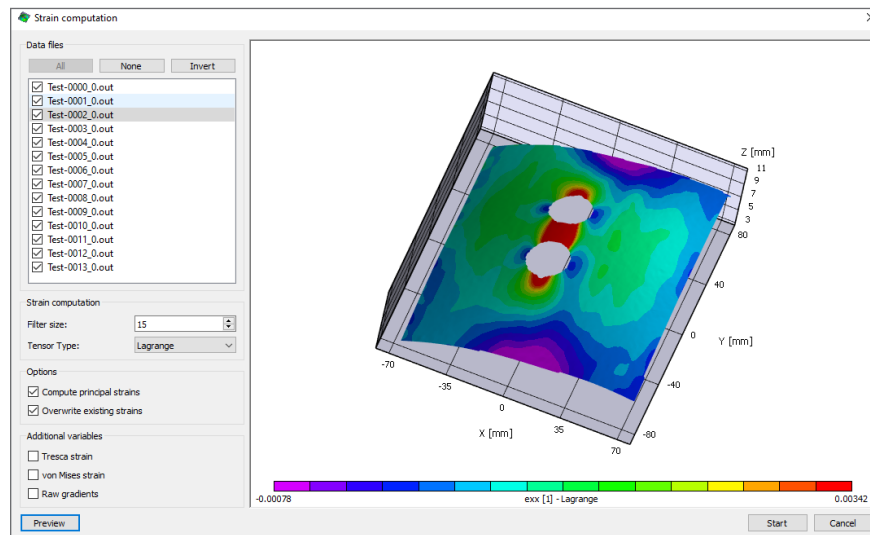 Strain computation
Data files
All None Invert
Test-0000_0.out
Test-0001_0.out
Test-0002_0.out
Test-0003_0.out
Test-0004_0.out
Test-0005_0.out
Test-0006_0.out
Test-0007_0.out
Test-0008_0.out
Test-0009_0.out
Test-0010_0.out
Test-0011_0.out
Test-0012_0.out
Test-0013_0.out
Strain computation
Filter size: 15
Tensor Type: Lagrange
Options
Compute principal strains
Overwrite existing strains
Additional variables
Tresca strain
von Mises strain
Raw gradients
Preview
Z [mm]
11
9
7
5
3
80
40
0
Y [mm]
-40
-80
-70
-35
0
35
70
X [mm]
-0.00078 exx [1] - Lagrange 0.00342
Start Cancel